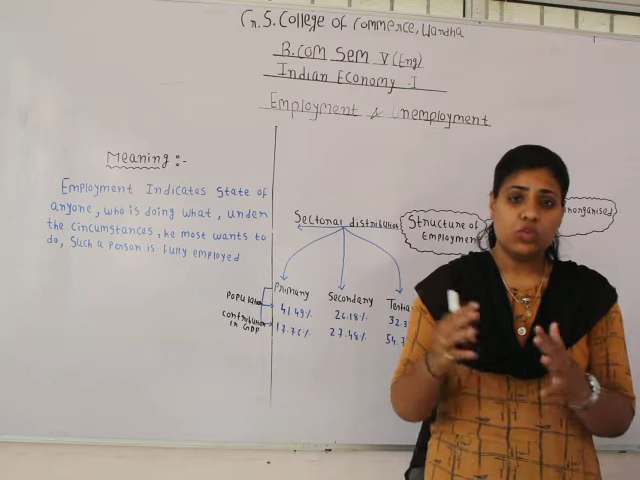 G.S. College of Commerce, Wardha
B.Com Sem V (Eng)
Indian Economy - I
Employment & Unemployment
Meaning :-
Employment Indicates State of
anyone, who is doing what, under
the circumstances, he most wants to
do, Such a person is fully employed
Sectoral distribution
Structure of
Employment
Unorganised
Primary Secondary
Population 41.49% 26.18%
contribution
in GDP 17.76% 27.48%